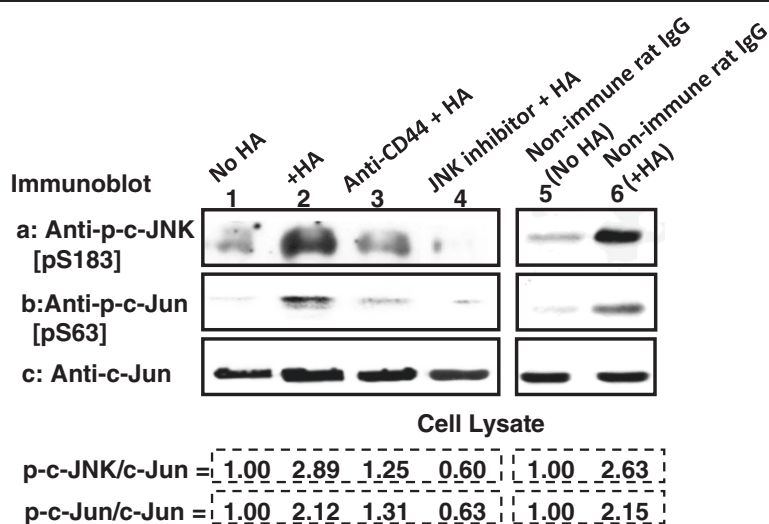 No HA
+HA
Anti-CD44 + HA
JNK inhibitor + HA
Non-immune rat IgG
(No HA)
Non-immune rat IgG
(+HA)
Immunoblot
1 2 3 4 5 6
a: Anti-p-c-JNK
[pS183]
b:Anti-p-c-Jun
[pS63]
c: Anti-c-Jun
Cell Lysate
p-c-JNK/c-Jun = 1.00 2.89 1.25 0.60 1.00 2.63
p-c-Jun/c-Jun = 1.00 2.12 1.31 0.63 1.00 2.15